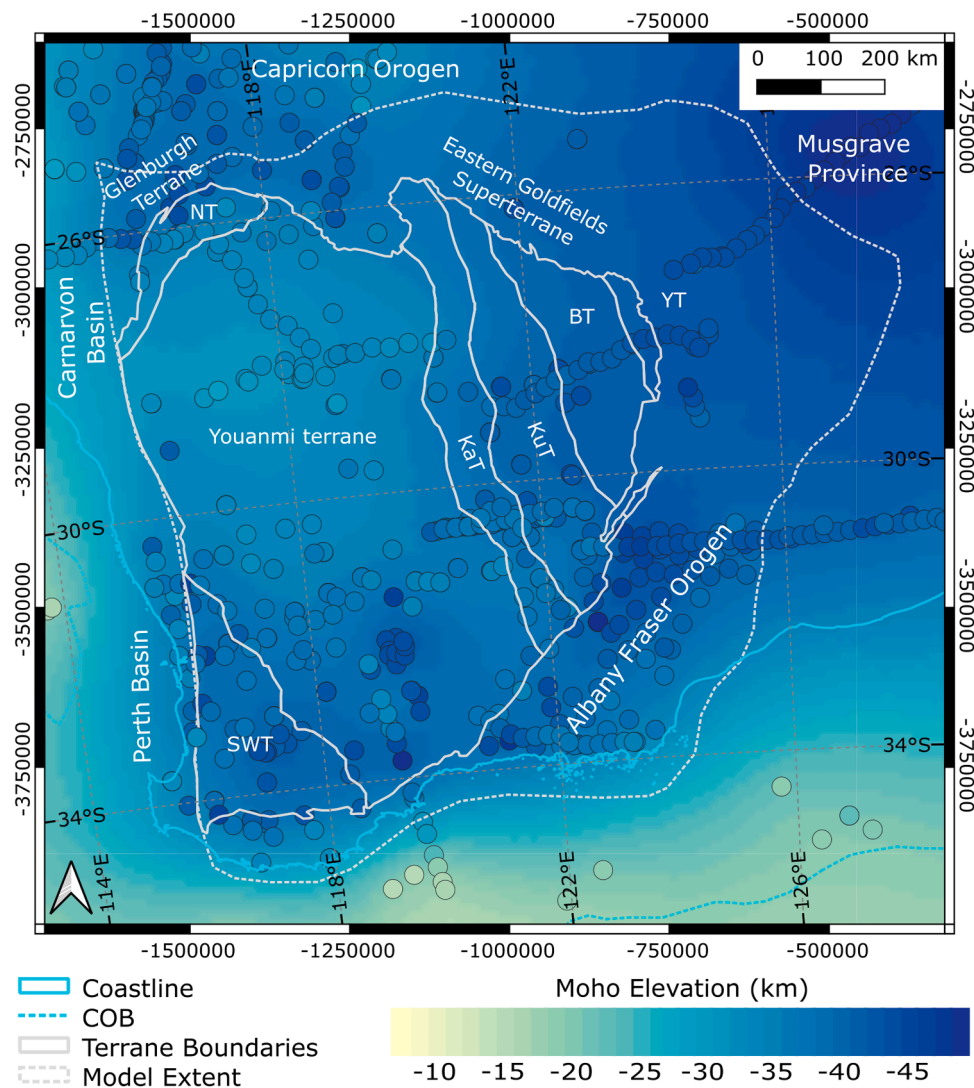 -1500000 -1250000 -1000000 -750000 -500000
0 100 200 km
Capricorn Orogen
118°E
122°E
-2750000
-2750000
Musgrave
Province
Glenburgh
Terrane
Eastern Goldfields
Superterrane
26°S
NT
-26°S
-3000000
-3000000
Carnarvon
Basin
BT
YT
-3250000
-3250000
Youanmi terrane
KaT
KuT
30°S
30°S
-3500000
-3500000
Perth Basin
Albany Fraser Orogen
SWT
34°S
-3750000
-3750000
34°S
114°E
118°E
122°E
126°E
-1500000 -1250000 -1000000 -750000 -500000
Coastline
COB
Terrane Boundaries
Model Extent
Moho Elevation (km)
-10 -15 -20 -25 -30 -35 -40 -45